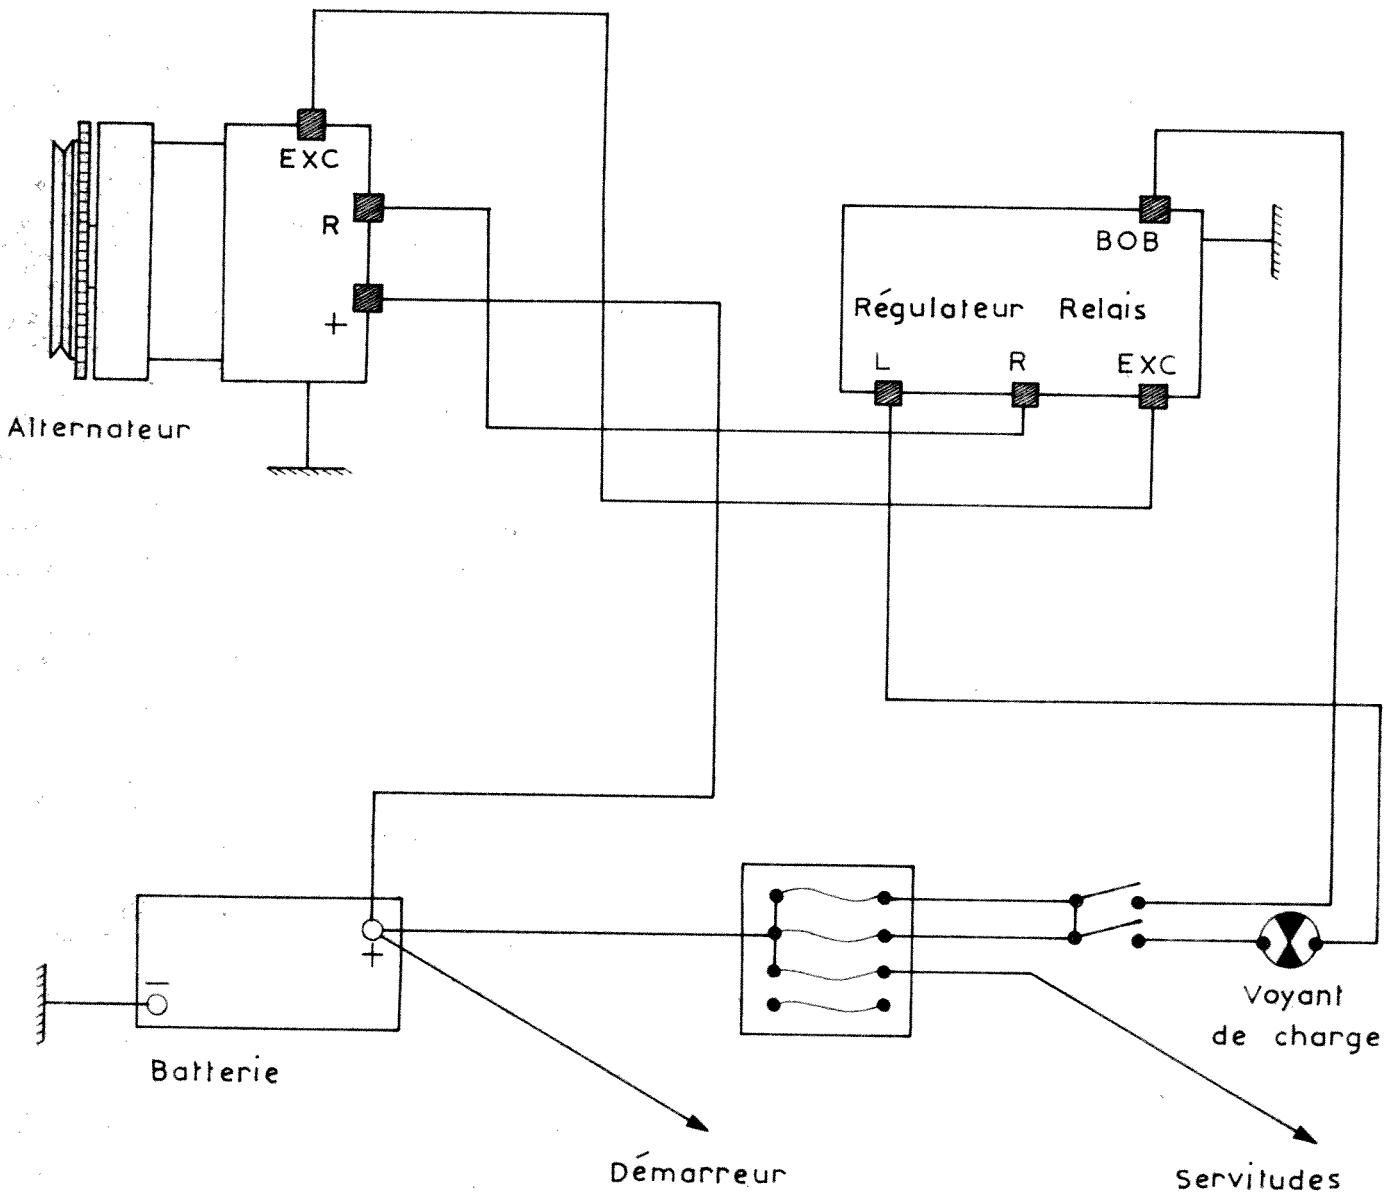 EXC
R
+
Alternateur
BOB
Régulateur Relais
L R EXC
+
−
Batterie
Démarreur
Voyant
de charge
Servitudes